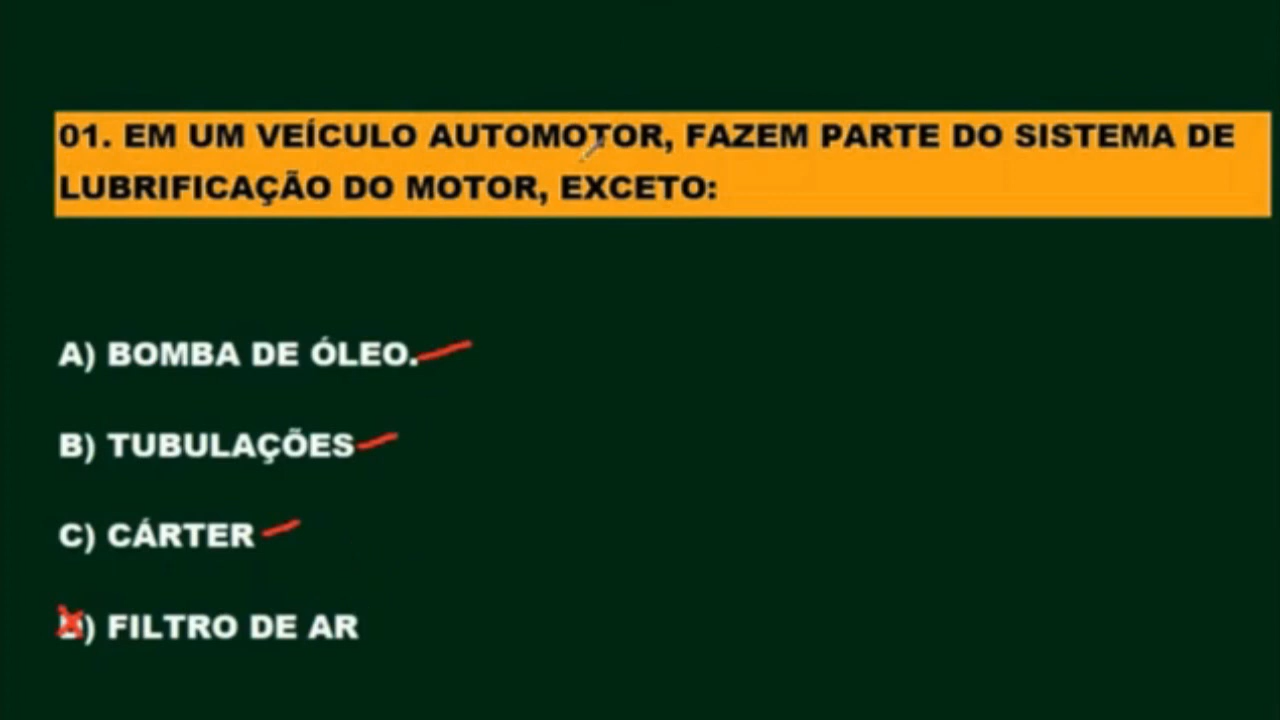 01. EM UM VEÍCULO AUTOMOTOR, FAZEM PARTE DO SISTEMA DE
LUBRIFICAÇÃO DO MOTOR, EXCETO:
A) BOMBA DE ÓLEO.
B) TUBULAÇÕES
C) CÁRTER
D) FILTRO DE AR